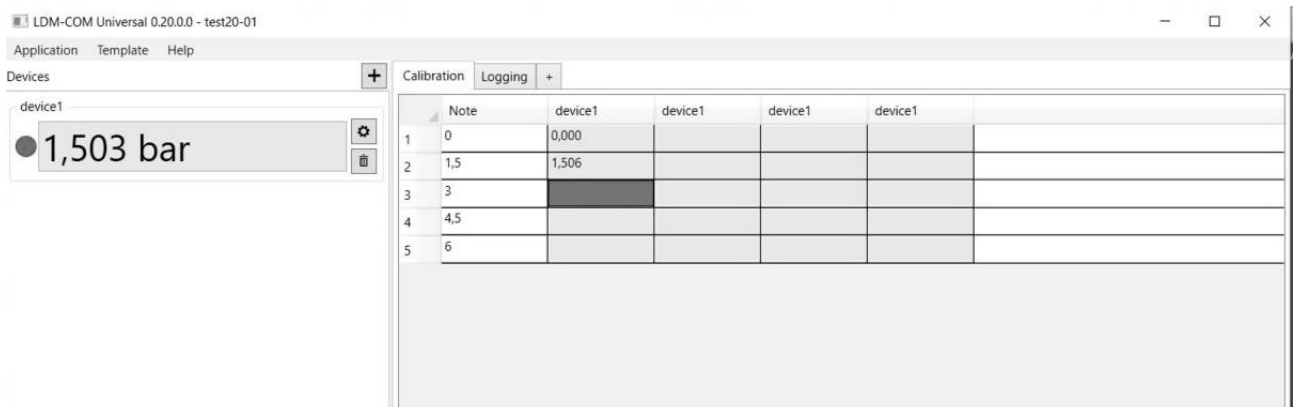 LDM-COM Universal 0.20.0.0 - test20-01
Application Template Help
Devices + Calibration Logging +
device1
1,503 bar
Note device1 device1 device1 device1
1 0 0,000
2 1,5 1,506
3 3
4 4,5
5 6